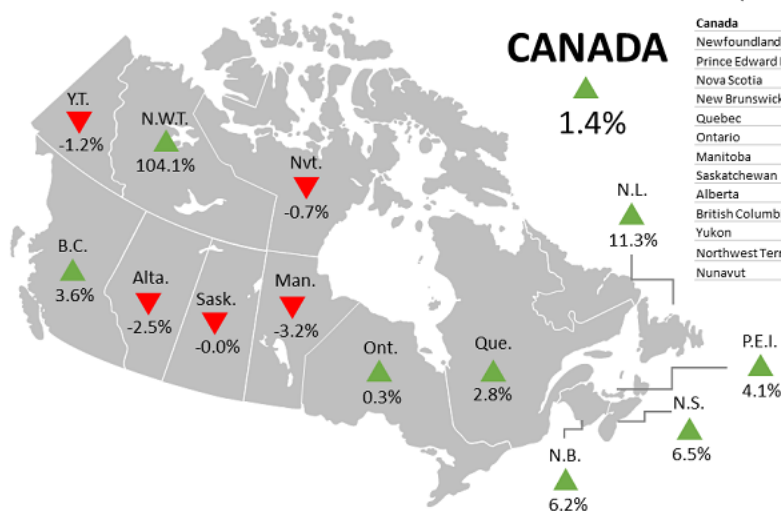 CANADA
1.4%
Canada
Newfoundland
Prince Edward
Nova Scotia
New Brunswick
Quebec
Ontario
Manitoba
Saskatchewan
Alberta
British Columb
Yukon
Northwest Terr
Nunavut
Y.T.
-1.2%
N.W.T.
104.1%
Nvt.
-0.7%
N.L.
11.3%
B.C.
3.6%
Alta.
-2.5%
Sask.
-0.0%
Man.
-3.2%
Ont.
0.3%
Que.
2.8%
P.E.I.
4.1%
N.S.
6.5%
N.B.
6.2%